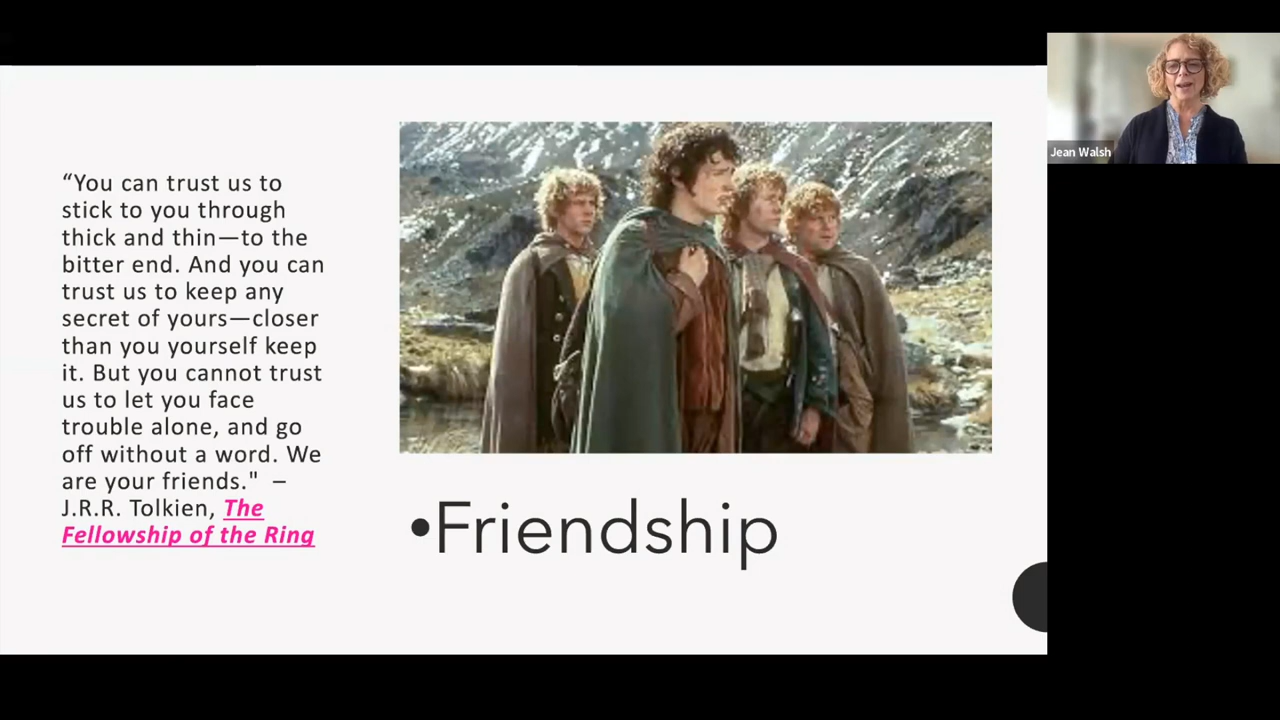 “You can trust us to
stick to you through
thick and thin—to the
bitter end. And you can
trust us to keep any
secret of yours—closer
than you yourself keep
it. But you cannot trust
us to let you face
trouble alone, and go
off without a word. We
are your friends." –
J.R.R. Tolkien, The
Fellowship of the Ring
•Friendship
Jean Walsh